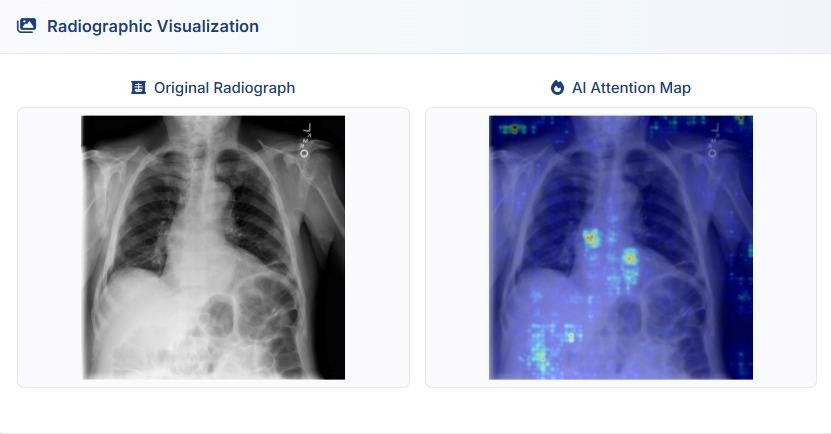 Radiographic Visualization
Original Radiograph
AI Attention Map
L
L